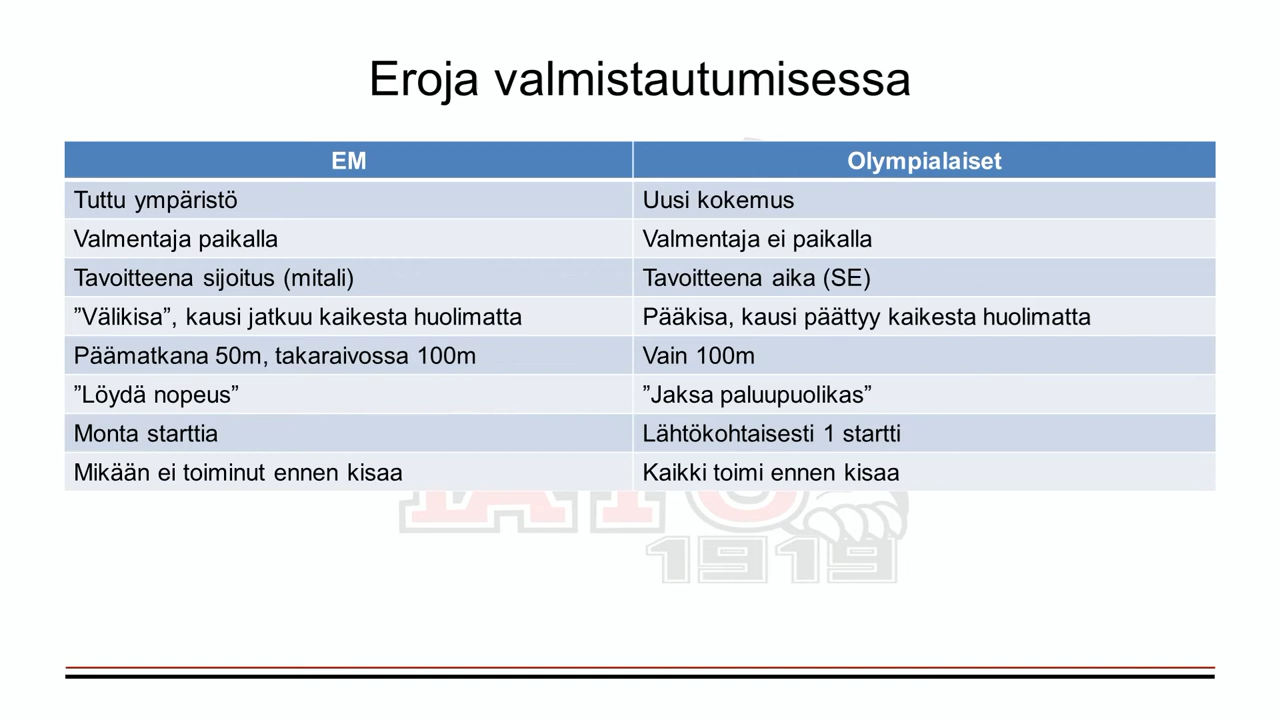 Eroja valmistautumisessa
EM Olympialaiset
Tuttu ympäristö Uusi kokemus
Valmentaja paikalla Valmentaja ei paikalla
Tavoitteena sijoitus (mitali) Tavoitteena aika (SE)
”Välikisa”, kausi jatkuu kaikesta huolimatta Pääkisa, kausi päättyy kaikesta huolimatta
Päämatkana 50m, takaraivossa 100m Vain 100m
”Löydä nopeus” ”Jaksa paluupuolikas”
Monta starttia Lähtökohtaisesti 1 startti
Mikään ei toiminut ennen kisaa Kaikki toimi ennen kisaa
1919